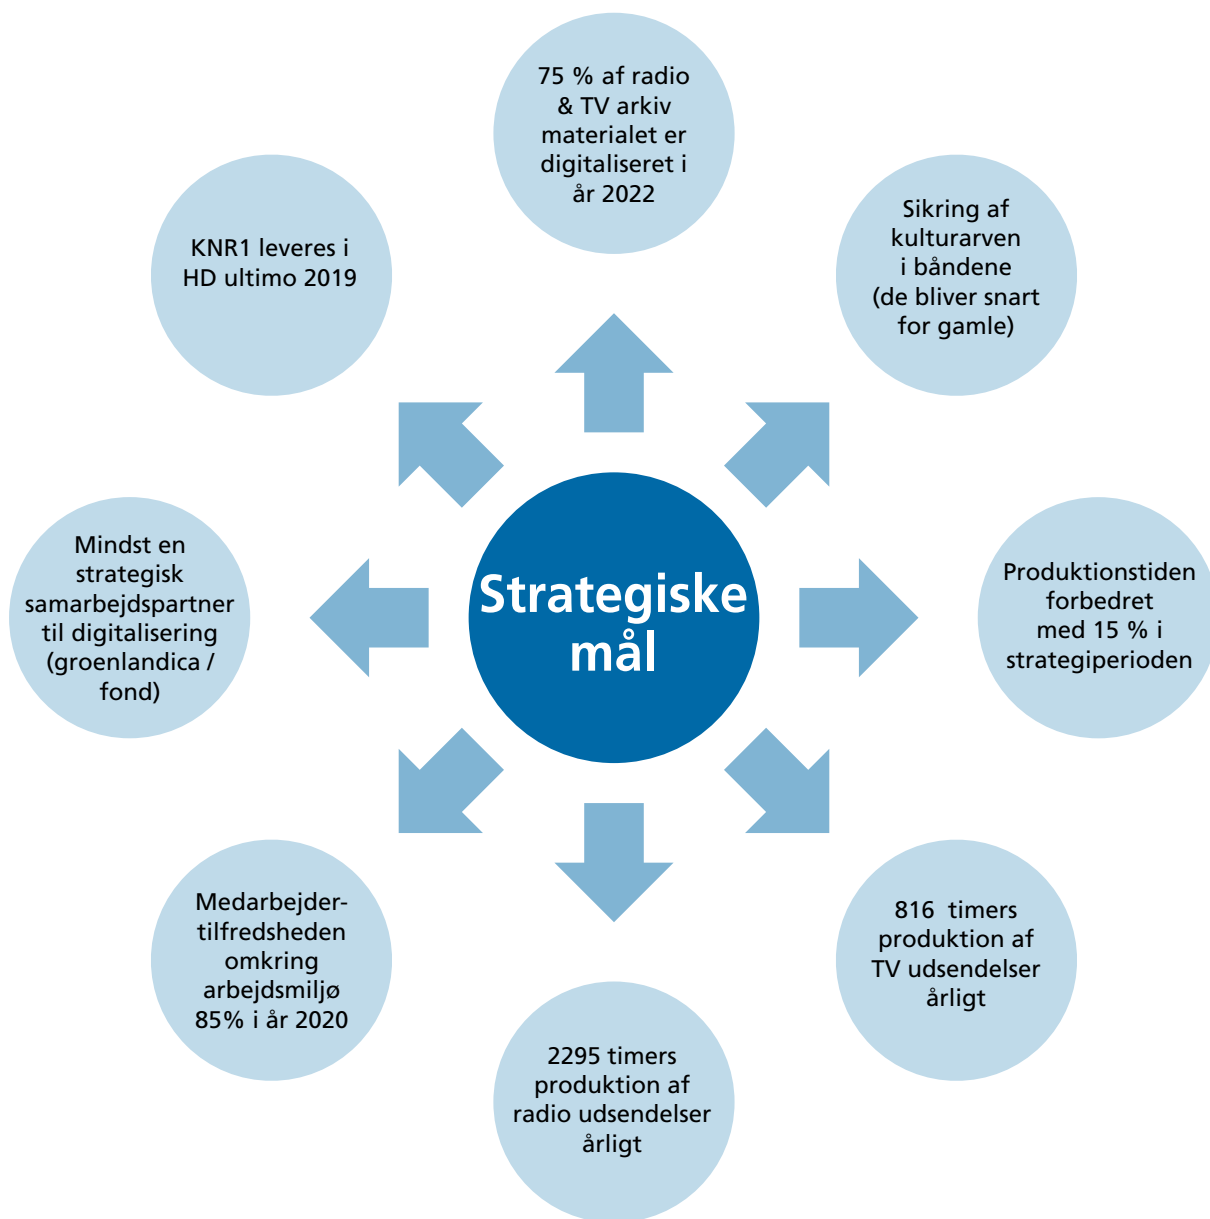 75 % af radio
& TV arkiv
materialet er
digitaliseret i
år 2022
Sikring af
kulturarven
i båndene
(de bliver snart
for gamle)
Produktionstiden
forbedret
med 15 % i
strategiperioden
816 timers
produktion af
TV udsendelser
årligt
2295 timers
produktion af
radio udsendelser
årligt
Medarbejder-
tilfredsheden
omkring
arbejdsmiljø
85% i år 2020
Mindst en
strategisk
samarbejdspartner
til digitalisering
(groenlandica /
fond)
KNR1 leveres i
HD ultimo 2019
Strategiske
mål